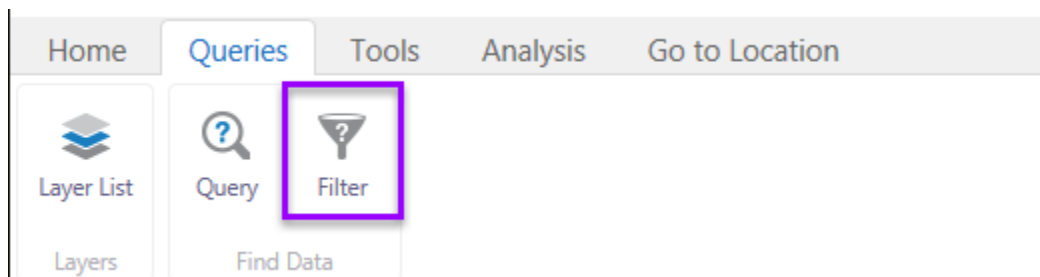 Home Queries Tools Analysis Go to Location
Layer List Query Filter
Layers Find Data